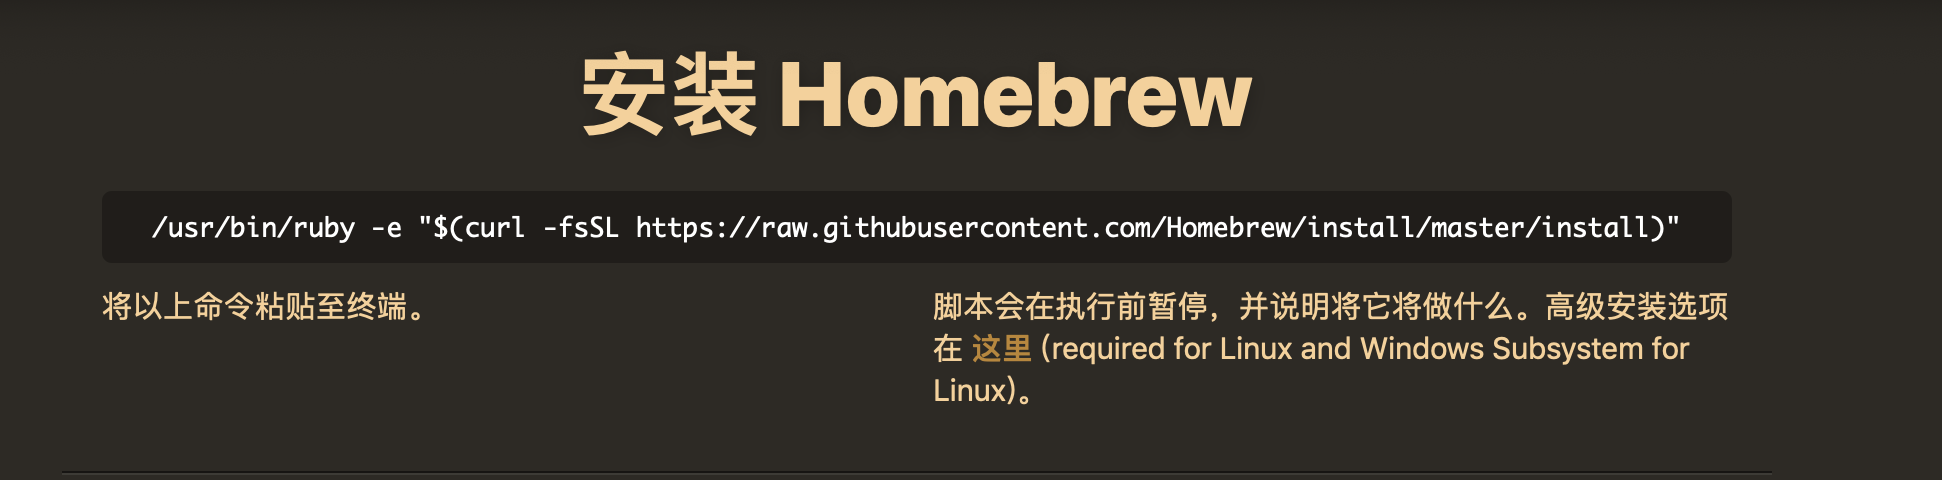 安装 Homebrew
/usr/bin/ruby -e "$(curl -fsSL https://raw.githubusercontent.com/Homebrew/install/master/install)"
将以上命令粘贴至终端。
脚本会在执行前暂停，并说明将它将做什么。高级安装选项
在 这里 (required for Linux and Windows Subsystem for
Linux)。